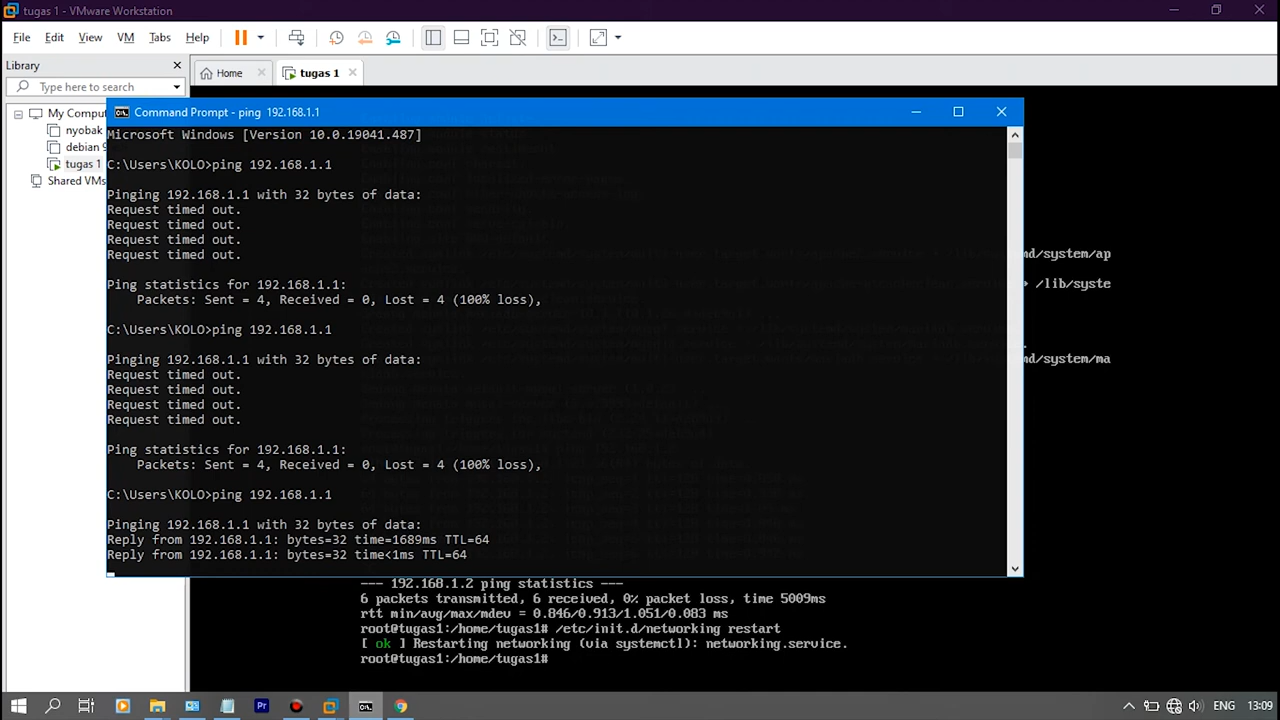 tugas 1 - VMware Workstation
File Edit View VM Tabs Help
Library
Type here to search
Home
tugas 1
My Compu
nyobak
debian 9
tugas 1
Shared VMs
Command Prompt - ping 192.168.1.1
Microsoft Windows [Version 10.0.19041.487]
C:\Users\KOLO>ping 192.168.1.1
Pinging 192.168.1.1 with 32 bytes of data:
Request timed out.
Request timed out.
Request timed out.
Request timed out.
Ping statistics for 192.168.1.1:
Packets: Sent = 4, Received = 0, Lost = 4 (100% loss),
C:\Users\KOLO>ping 192.168.1.1
Pinging 192.168.1.1 with 32 bytes of data:
Request timed out.
Request timed out.
Request timed out.
Request timed out.
Ping statistics for 192.168.1.1:
Packets: Sent = 4, Received = 0, Lost = 4 (100% loss),
C:\Users\KOLO>ping 192.168.1.1
Pinging 192.168.1.1 with 32 bytes of data:
Reply from 192.168.1.1: bytes=32 time=1689ms TTL=64
Reply from 192.168.1.1: bytes=32 time<1ms TTL=64
md/system/ap
/lib/syste
md/system/ma
--- 192.168.1.2 ping statistics ---
6 packets transmitted, 6 received, 0% packet loss, time 5009ms
rtt min/avg/max/mdev = 0.846/0.913/1.051/0.083 ms
root@tugas1:/home/tugas1# /etc/init.d/networking restart
[ ok ] Restarting networking (via systemctl): networking.service.
root@tugas1:/home/tugas1#
Pr
ENG 13:09